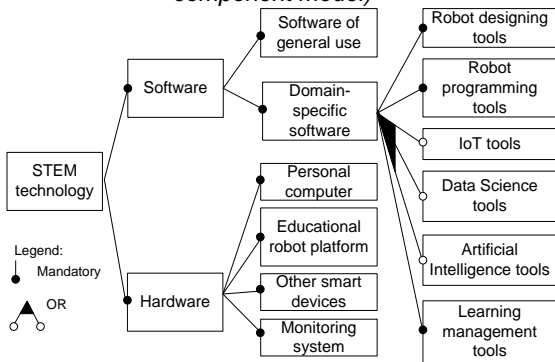 component model)
Software of
general use
Robot designing
tools
Software
Robot
programming
tools
Domain-
specific
software
IoT tools
STEM
technology
Personal
computer
Data Science
tools
Educational
robot platform
Legend:
Mandatory
Artificial
Intelligence tools
OR
Hardware
Other smart
devices
Monitoring
system
Learning
management
tools